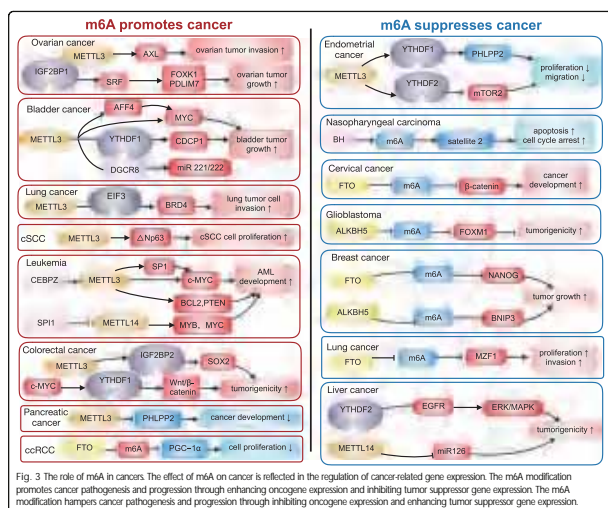 m6A promotes cancer
Ovarian cancer
METTL3 AXL ovarian tumor invasion ↑
IGF2BP1 SRF FOXK1 PDLIM7 ovarian tumor growth ↑
Bladder cancer
AFF4
MYC
METTL3 YTHDF1 CDCP1 bladder tumor growth ↑
DGCR8 miR 221/222
Lung cancer
EIF3
METTL3 BRD4 lung tumor cell invasion ↑
cSCC METTL3 △Np63 cSCC cell proliferation ↑
Leukemia
SP1
CEBPZ METTL3 c-MYC AML development ↑
BCL2,PTEN
SPI1 METTL14 MYB, MYC
Colorectal cancer
IGF2BP2 SOX2
METTL3
c-MYC YTHDF1 Wnt/β-catenin tumorigenicity ↑
Pancreatic cancer METTL3 PHLPP2 cancer development ↓
ccRCC FTO m6A PGC-1α cell proliferation ↓
m6A suppresses cancer
Endometrial cancer
YTHDF1 PHLPP2
METTL3 proliferation ↓ migration ↓
YTHDF2 mTOR2
Nasopharyngeal carcinoma
BH m6A satellite 2 apoptosis ↑ cell cycle arrest ↑
Cervical cancer
FTO m6A β-catenin cancer development ↑
Glioblastoma
ALKBH5 m6A FOXM1 tumorigenicity ↑
Breast cancer
FTO m6A NANOG
tumor growth ↑
ALKBH5 m6A BNIP3
Lung cancer
FTO m6A MZF1 proliferation ↑ invasion ↑
Liver cancer
YTHDF2 EGFR ERK/MAPK
tumorigenicity ↑
METTL14 miR126
Fig. 3 The role of m6A in cancers. The effect of m6A on cancer is reflected in the regulation of cancer-related gene expression. The m6A modification
promotes cancer pathogenesis and progression through enhancing oncogene expression and inhibiting tumor suppressor gene expression. The m6A
modification hampers cancer pathogenesis and progression through inhibiting oncogene expression and enhancing tumor suppressor gene expression.